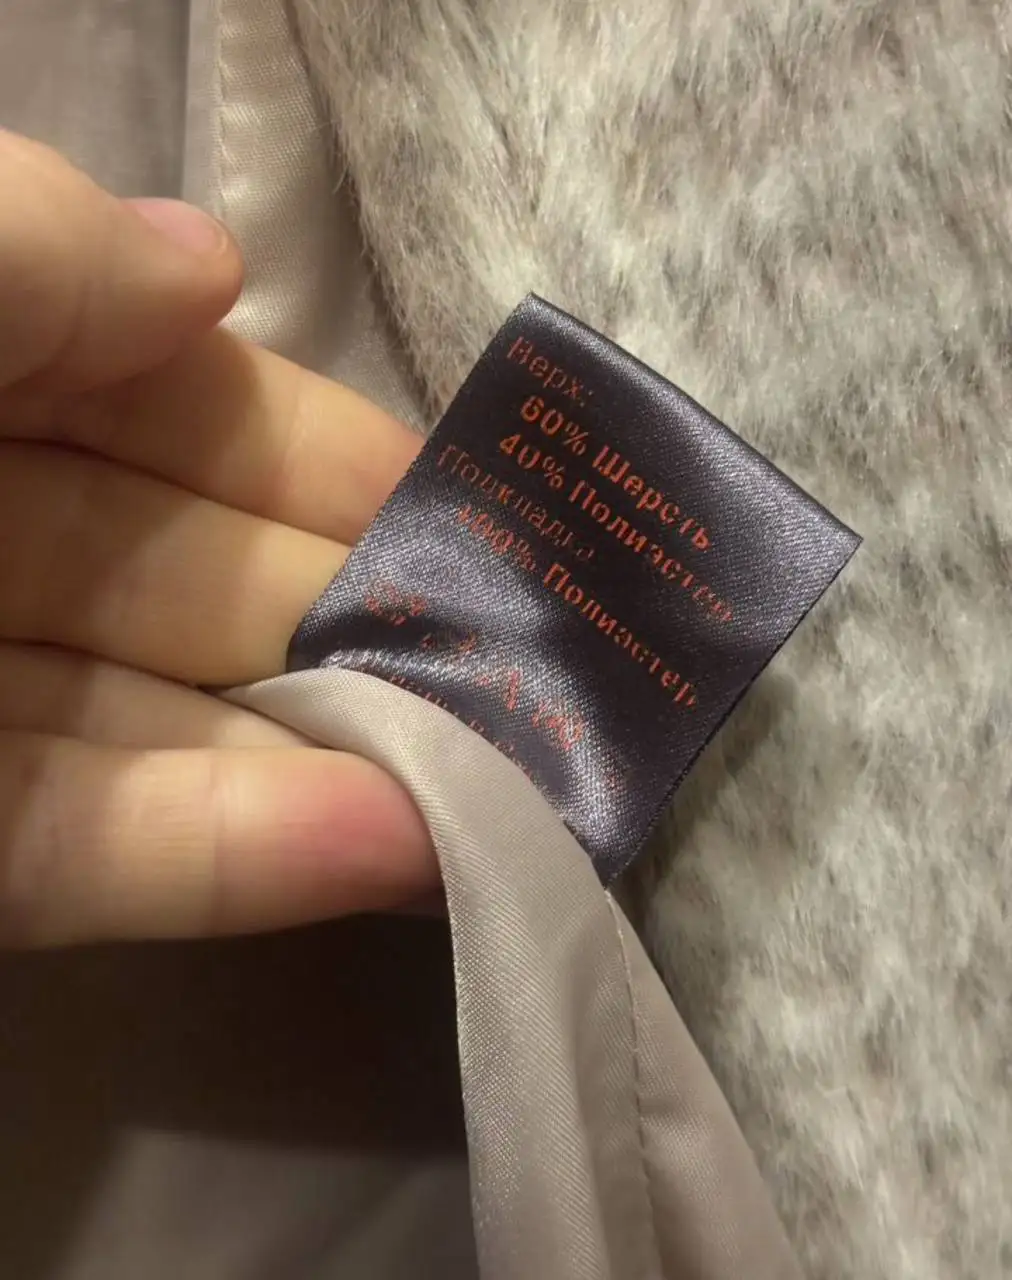 Верх:
60% Шерсть
40% Полиэстер
Подкладка
100% Полиэстер